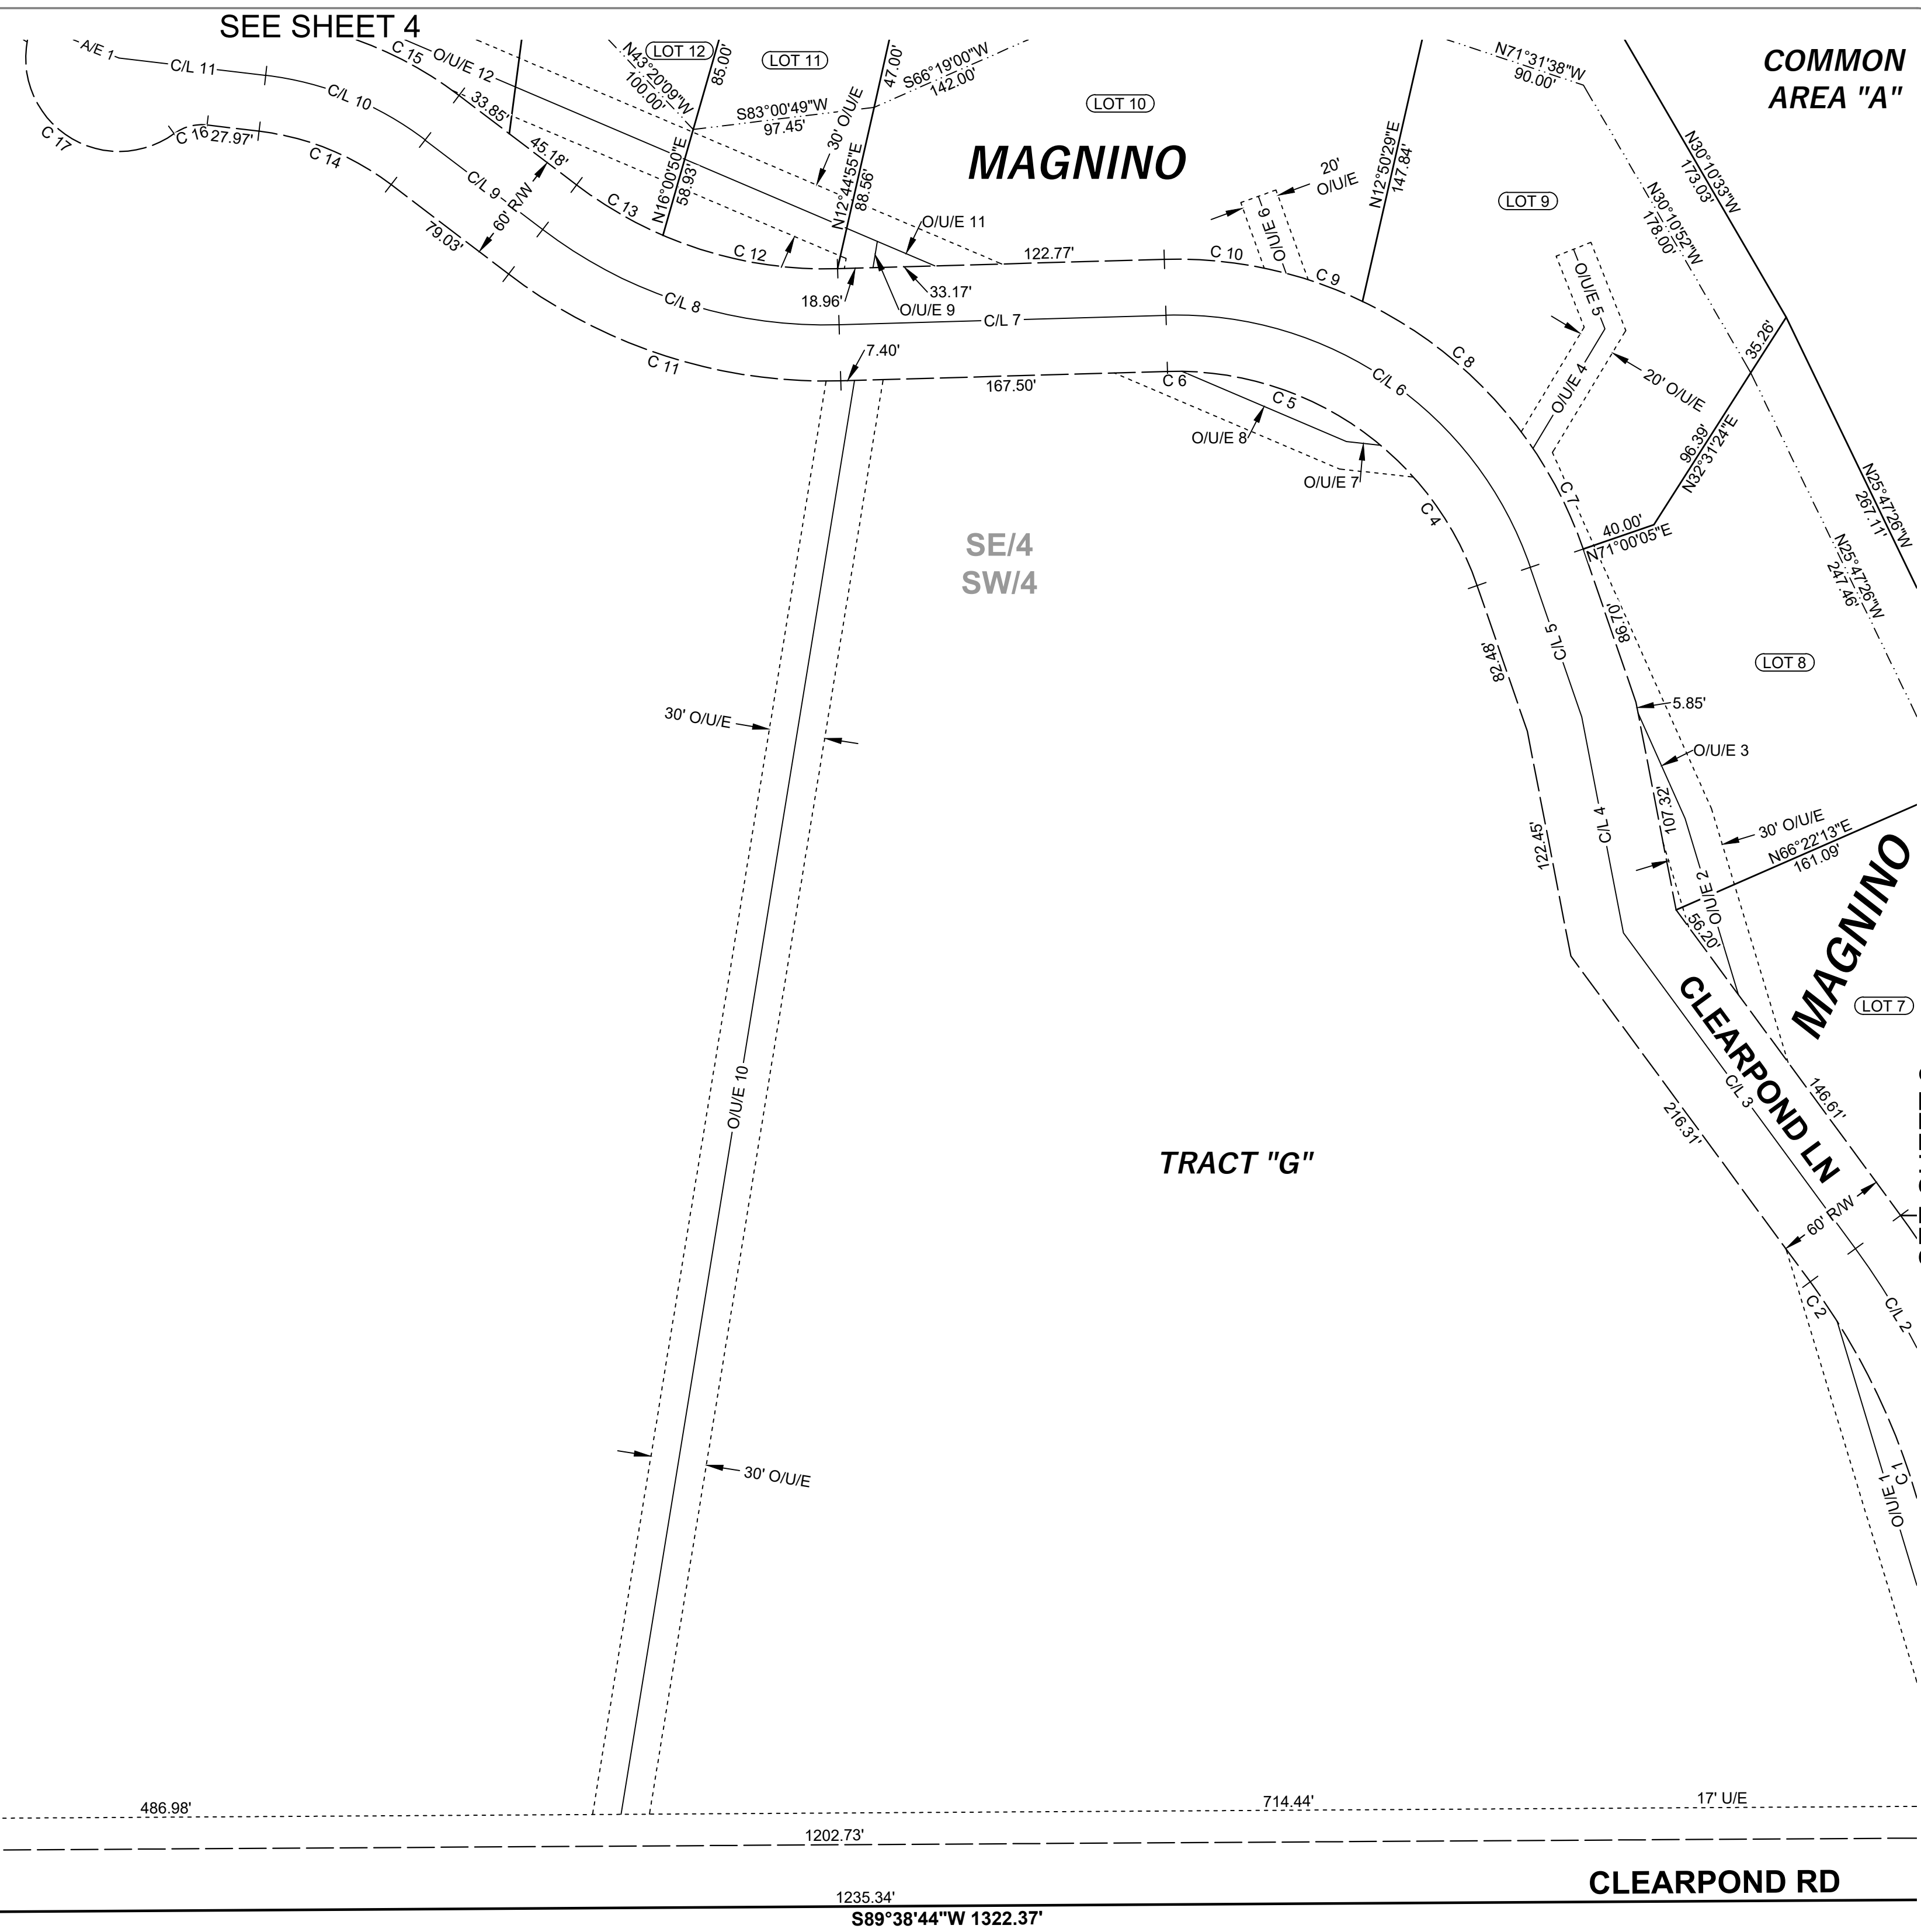 SEE SHEET 4
A/E 1
C/L 11
C/L 10
C 15
O/U/E 12
33.85'
N43°20'09"W
100.00'
LOT 12
85.00'
LOT 11
47.00'
S66°19'00"W
142.00'
S83°00'49"W
97.45'
30' O/U/E
LOT 10
N71°31'38"W
90.00'
COMMON
AREA "A"
C 17
C 16
27.97'
C 14
C/L 9
45.18'
60' R/W
79.03'
C 13
N16°00'50"E
58.93'
N12°44'55"E
88.56'
MAGNINO
20'
O/U/E
O/U/E 6
N12°50'29"E
147.84'
LOT 9
N30°10'33"W
173.03'
N30°10'52"W
178.00'
O/U/E 11
C 12
122.77'
C 10
C 9
18.96'
33.17'
O/U/E 9
C/L 8
C/L 7
O/U/E 5
O/U/E 4
20' O/U/E
35.26'
C 11
7.40'
167.50'
C 6
C 5
C/L 6
C 8
O/U/E 8
O/U/E 7
C 4
C 7
96.39'
N32°31'24"E
40.00'
N71°00'05"E
N25°47'26"W
267.11'
N25°47'26"W
247.46'
SE/4
SW/4
82.48'
C/L 5
86.70'
LOT 8
30' O/U/E
5.85'
O/U/E 3
122.45'
C/L 4
107.32'
30' O/U/E
N66°22'13"E
161.09'
O/U/E 2
56.20'
MAGNINO
LOT 7
CLEARPOND LN
C/L 3
146.61'
O/U/E 10
216.31'
TRACT "G"
60' R/W
C 2
C/L 2
C 1
O/U/E 1
30' O/U/E
486.98'
714.44'
17' U/E
1202.73'
CLEARPOND RD
1235.34'
S89°38'44"W 1322.37'